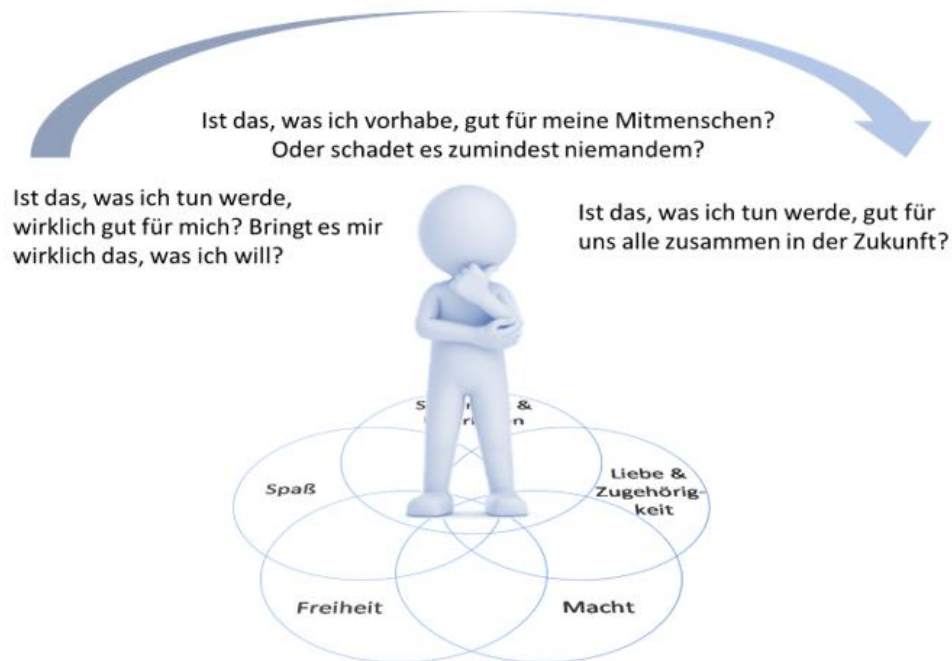 Ist das, was ich vorhabe, gut für meine Mitmenschen?
Oder schadet es zumindest niemandem?
Ist das, was ich tun werde,
wirklich gut für mich? Bringt es mir
wirklich das, was ich will?
Ist das, was ich tun werde, gut für
uns alle zusammen in der Zukunft?
&
Spaß
Liebe &
Zugehörig-
keit
Freiheit
Macht